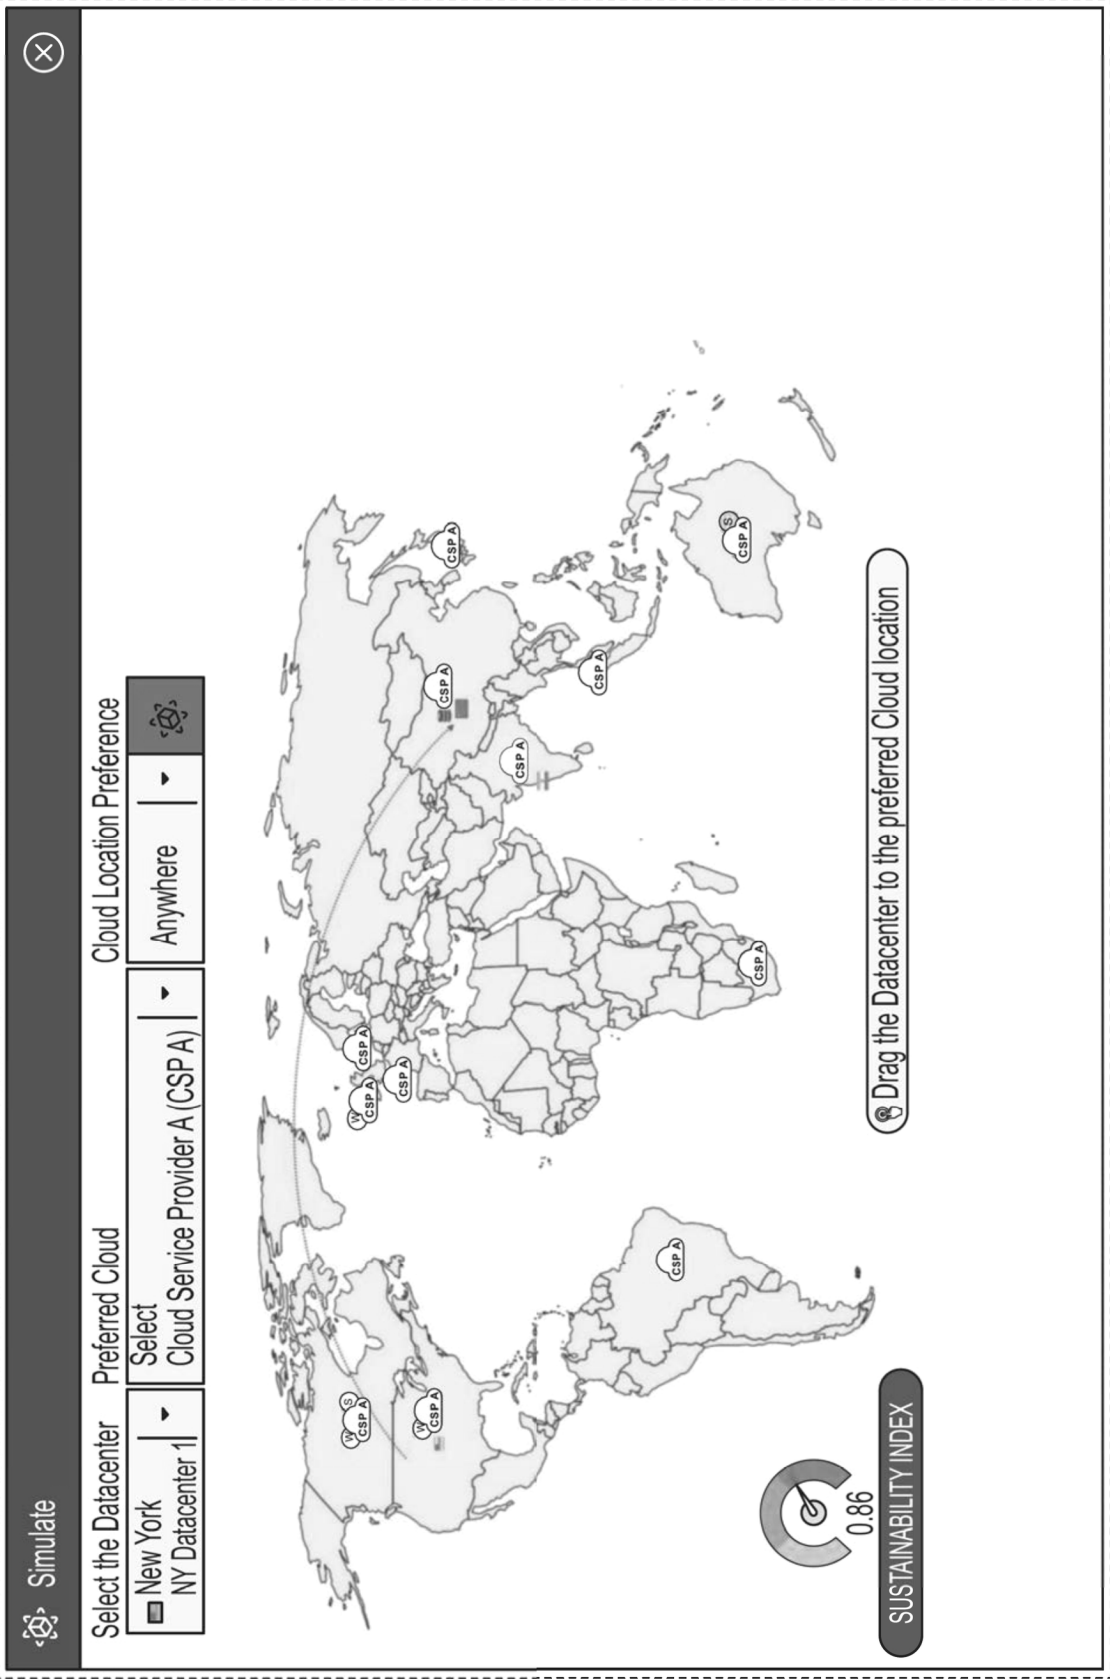 Simulate
Select the Datacenter
Preferred Cloud
Cloud Location Preference
New York
NY Datacenter 1
Select
Cloud Service Provider A (CSP A)
Anywhere
W
S
CSP A
W
CSP A
W
CSP A
CSP A
CSP A
CSP A
CSP A
CSP A
CSP A
CSP A
CSP A
S
CSP A
0.86
SUSTAINABILITY INDEX
Drag the Datacenter to the preferred Cloud location